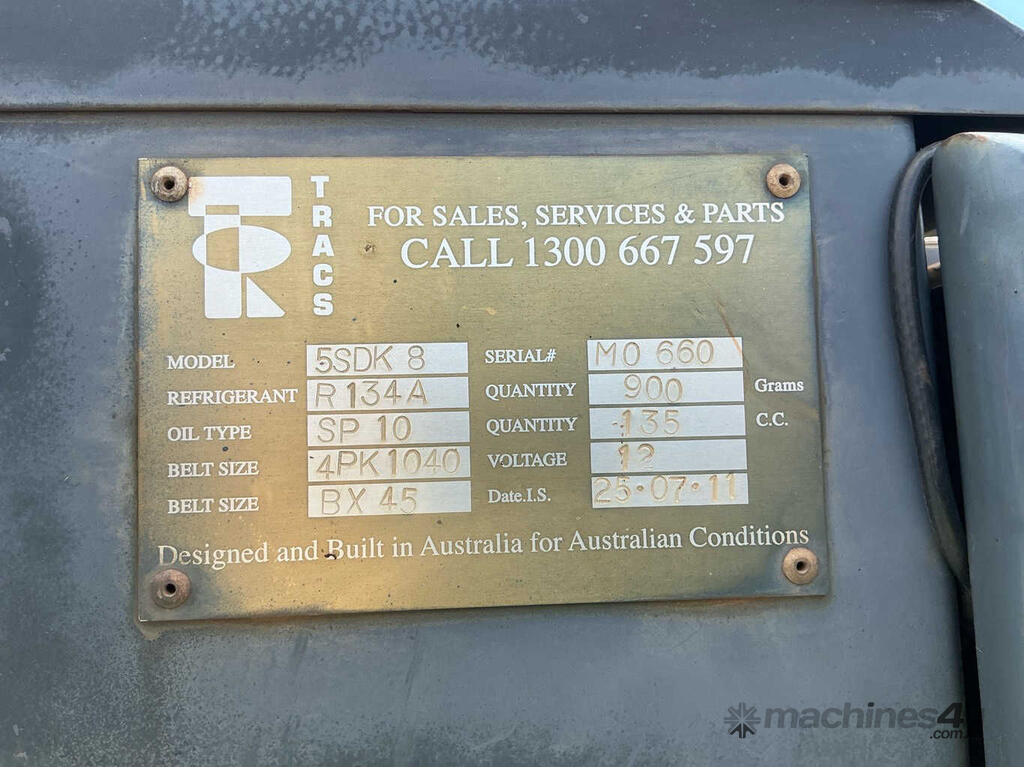 TRACS
FOR SALES, SERVICES & PARTS
CALL 1300 667 597
MODEL 5SDK 8 SERIAL# MO 660
REFRIGERANT R134A QUANTITY 900 Grams
OIL TYPE SP 10 QUANTITY 135 C.C.
BELT SIZE 4PK1040 VOLTAGE 12
BELT SIZE BX 45 Date.I.S. 25·07·11
Designed and Built in Australia for Australian Conditions
machines4u
.com.au